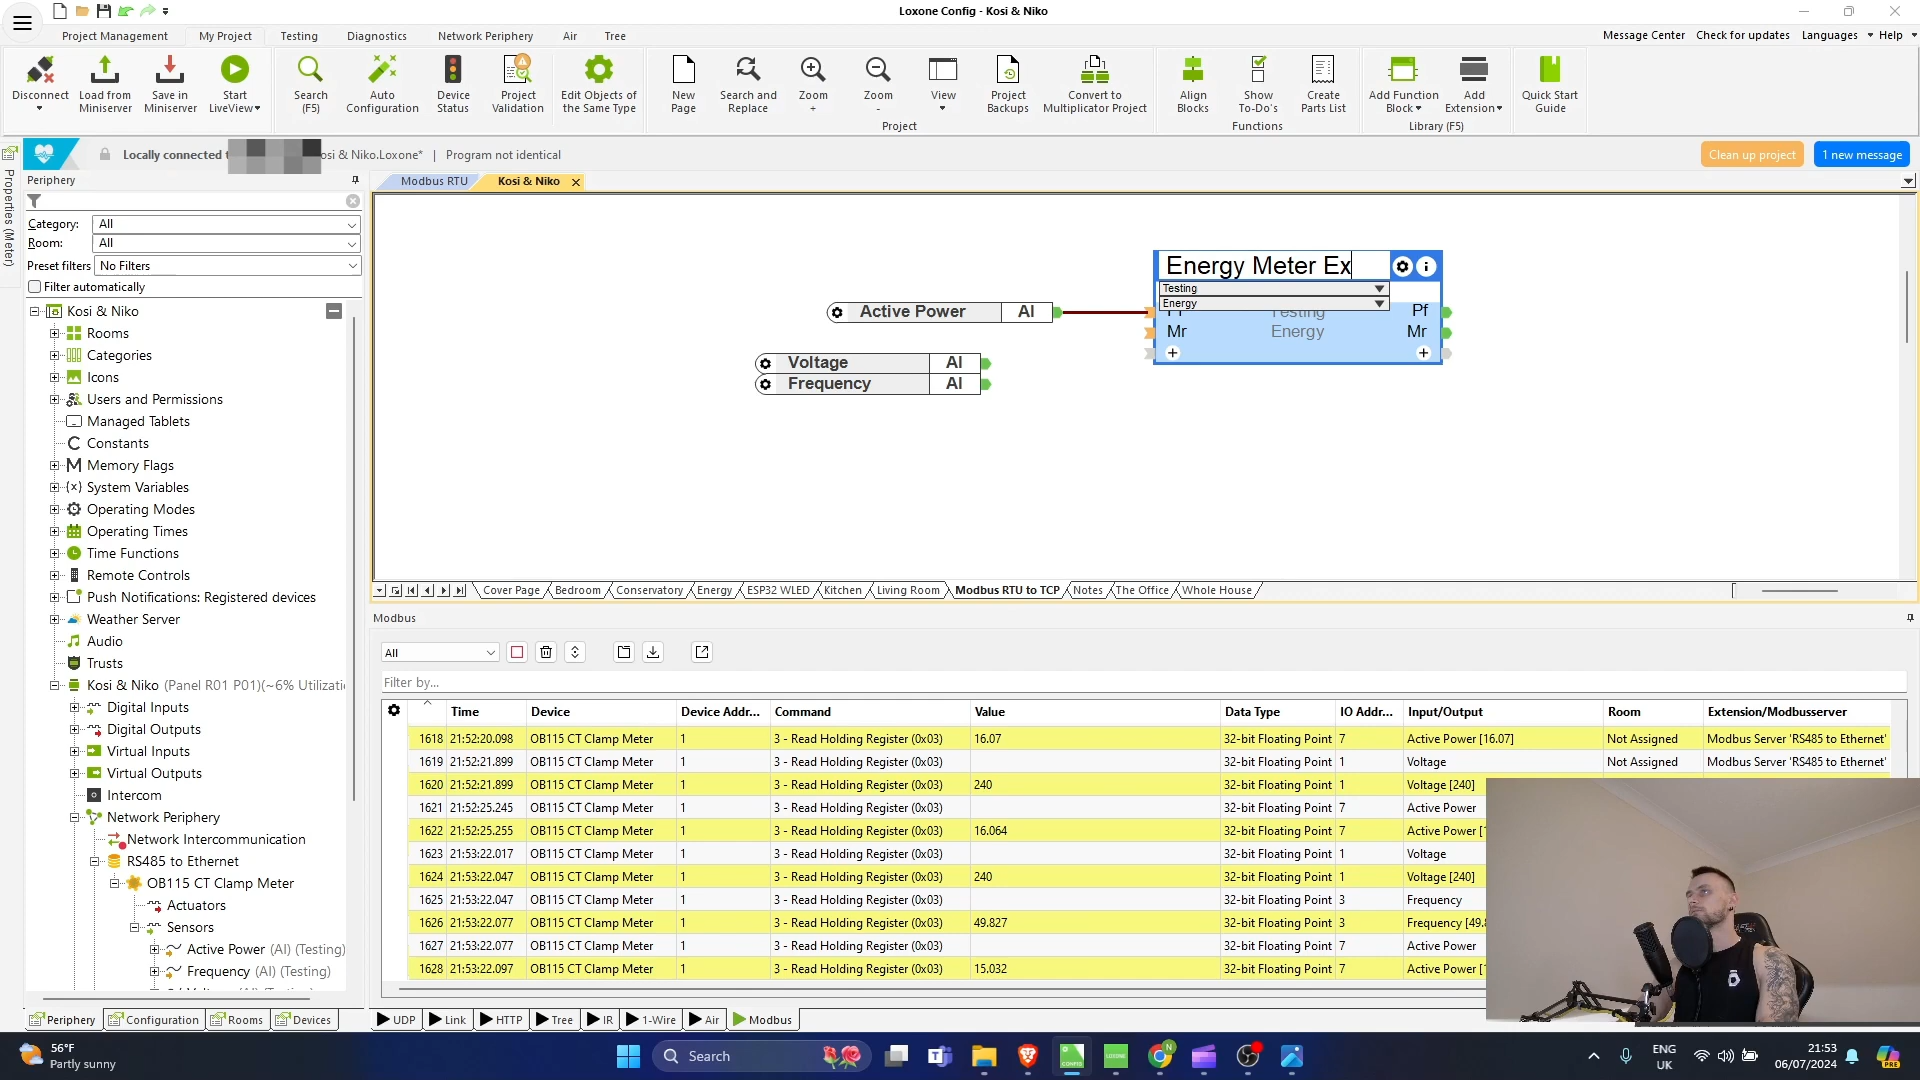 Loxone Config - Kosi & Niko
Project Management My Project Testing Diagnostics Network Periphery Air Tree
Message Center Check for updates Languages Help
Disconnect
Load from Miniserver
Save in Miniserver
Start LiveView
Search (F5)
Auto Configuration
Device Status
Project Validation
Edit Objects of the Same Type
New Page
Search and Replace
Zoom +
Zoom -
View
Project Backups
Convert to Multiplicator Project
Align Blocks
Show To-Do's
Create Parts List
Add Function Block
Add Extension
Quick Start Guide
Project
Functions
Library (F5)
Locally connected t
osi & Niko.Loxone* | Program not identical
Clean up project
1 new message
Properties (Meter)
Periphery
Category: All
Room: All
Preset filters No Filters
Filter automatically
Kosi & Niko
Rooms
Categories
Icons
Users and Permissions
Managed Tablets
Constants
Memory Flags
System Variables
Operating Modes
Operating Times
Time Functions
Remote Controls
Push Notifications: Registered devices
Weather Server
Audio
Trusts
Kosi & Niko (Panel R01 P01)(~6% Utilizati
Digital Inputs
Digital Outputs
Virtual Inputs
Virtual Outputs
Intercom
Network Periphery
Network Intercommunication
RS485 to Ethernet
OB115 CT Clamp Meter
Actuators
Sensors
Active Power (AI) (Testing)
Frequency (AI) (Testing)
Periphery Configuration Rooms Devices
Modbus RTU Kosi & Niko
Energy Meter Ex
Testing
Energy
Active Power AI
Pf
Testing
Mr Energy Mr
Voltage AI
Frequency AI
Cover Page Bedroom Conservatory Energy ESP32 WLED Kitchen Living Room Modbus RTU to TCP Notes The Office Whole House
Modbus
All
Filter by...
Time Device Device Addr... Command Value Data Type IO Addr... Input/Output Room Extension/Modbusserver
1618 21:52:20.098 OB115 CT Clamp Meter 1 3 - Read Holding Register (0x03) 16.07 32-bit Floating Point 7 Active Power [16.07] Not Assigned Modbus Server 'RS485 to Ethernet'
1619 21:52:21.899 OB115 CT Clamp Meter 1 3 - Read Holding Register (0x03) 32-bit Floating Point 1 Voltage Not Assigned Modbus Server 'RS485 to Ethernet'
1620 21:52:21.899 OB115 CT Clamp Meter 1 3 - Read Holding Register (0x03) 240 32-bit Floating Point 1 Voltage [240]
1621 21:52:25.245 OB115 CT Clamp Meter 1 3 - Read Holding Register (0x03) 32-bit Floating Point 7 Active Power
1622 21:52:25.255 OB115 CT Clamp Meter 1 3 - Read Holding Register (0x03) 16.064 32-bit Floating Point 7 Active Power [1
1623 21:53:22.017 OB115 CT Clamp Meter 1 3 - Read Holding Register (0x03) 32-bit Floating Point 1 Voltage
1624 21:53:22.047 OB115 CT Clamp Meter 1 3 - Read Holding Register (0x03) 240 32-bit Floating Point 1 Voltage [240]
1625 21:53:22.047 OB115 CT Clamp Meter 1 3 - Read Holding Register (0x03) 32-bit Floating Point 3 Frequency
1626 21:53:22.077 OB115 CT Clamp Meter 1 3 - Read Holding Register (0x03) 49.827 32-bit Floating Point 3 Frequency [49.8
1627 21:53:22.077 OB115 CT Clamp Meter 1 3 - Read Holding Register (0x03) 32-bit Floating Point 7 Active Power
1628 21:53:22.097 OB115 CT Clamp Meter 1 3 - Read Holding Register (0x03) 15.032 32-bit Floating Point 7 Active Power [1
UDP Link HTTP Tree IR 1-Wire Air Modbus
56°F
Partly sunny
Search
ENG
UK
21:53
06/07/2024